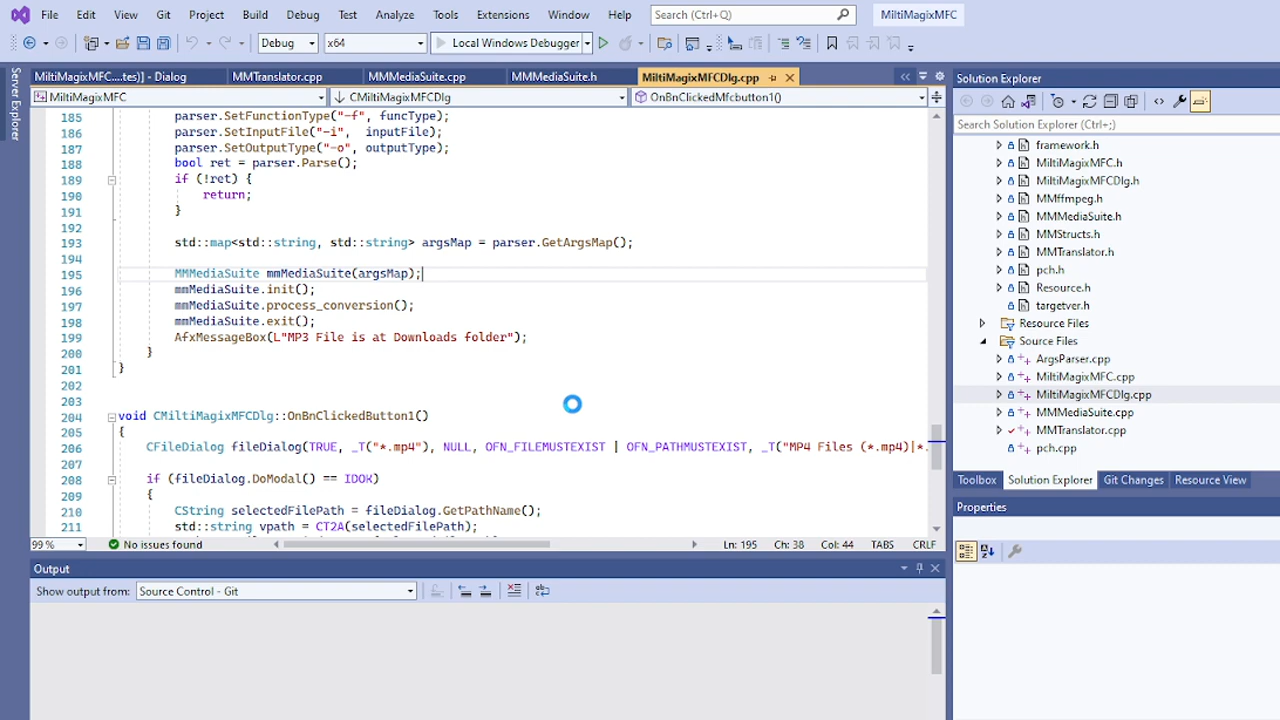 File Edit View Git Project Build Debug Test Analyze Tools Extensions Window Help Search (Ctrl+Q) MiltiMagixMFC
Debug x64 Local Windows Debugger
Server Explorer
MiltiMagixMFC....tes)] - Dialog MMTranslator.cpp MMMediaSuite.cpp MMMediaSuite.h MiltiMagixMFCDlg.cpp
MiltiMagixMFC CMiltiMagixMFCDlg OnBnClickedMfcbutton1()
185 parser.SetFunctionType("-f", funcType);
186 parser.SetInputFile("-i", inputFile);
187 parser.SetOutputType("-o", outputType);
188 bool ret = parser.Parse();
189 if (!ret) {
190 return;
191 }
192
193 std::map<std::string, std::string> argsMap = parser.GetArgsMap();
194
195 MMMediaSuite mmMediaSuite(argsMap);
196 mmMediaSuite.init();
197 mmMediaSuite.process_conversion();
198 mmMediaSuite.exit();
199 AfxMessageBox(L"MP3 File is at Downloads folder");
200 }
201 }
202
203
204 void CMiltiMagixMFCDlg::OnBnClickedButton1()
205 {
206 CFileDialog fileDialog(TRUE, _T("*.mp4"), NULL, OFN_FILEMUSTEXIST | OFN_PATHMUSTEXIST, _T("MP4 Files (*.mp4)|*.
207
208 if (fileDialog.DoModal() == IDOK)
209 {
210 CString selectedFilePath = fileDialog.GetPathName();
211 std::string vpath = CT2A(selectedFilePath);
99 % No issues found Ln: 195 Ch: 38 Col: 44 TABS CRLF
Output
Show output from: Source Control - Git
Solution Explorer
Search Solution Explorer (Ctrl+;)
framework.h
MiltiMagixMFC.h
MiltiMagixMFCDlg.h
MMffmpeg.h
MMMediaSuite.h
MMStructs.h
MMTranslator.h
pch.h
Resource.h
targetver.h
Resource Files
Source Files
ArgsParser.cpp
MiltiMagixMFC.cpp
MiltiMagixMFCDlg.cpp
MMMediaSuite.cpp
MMTranslator.cpp
pch.cpp
Toolbox Solution Explorer Git Changes Resource View
Properties